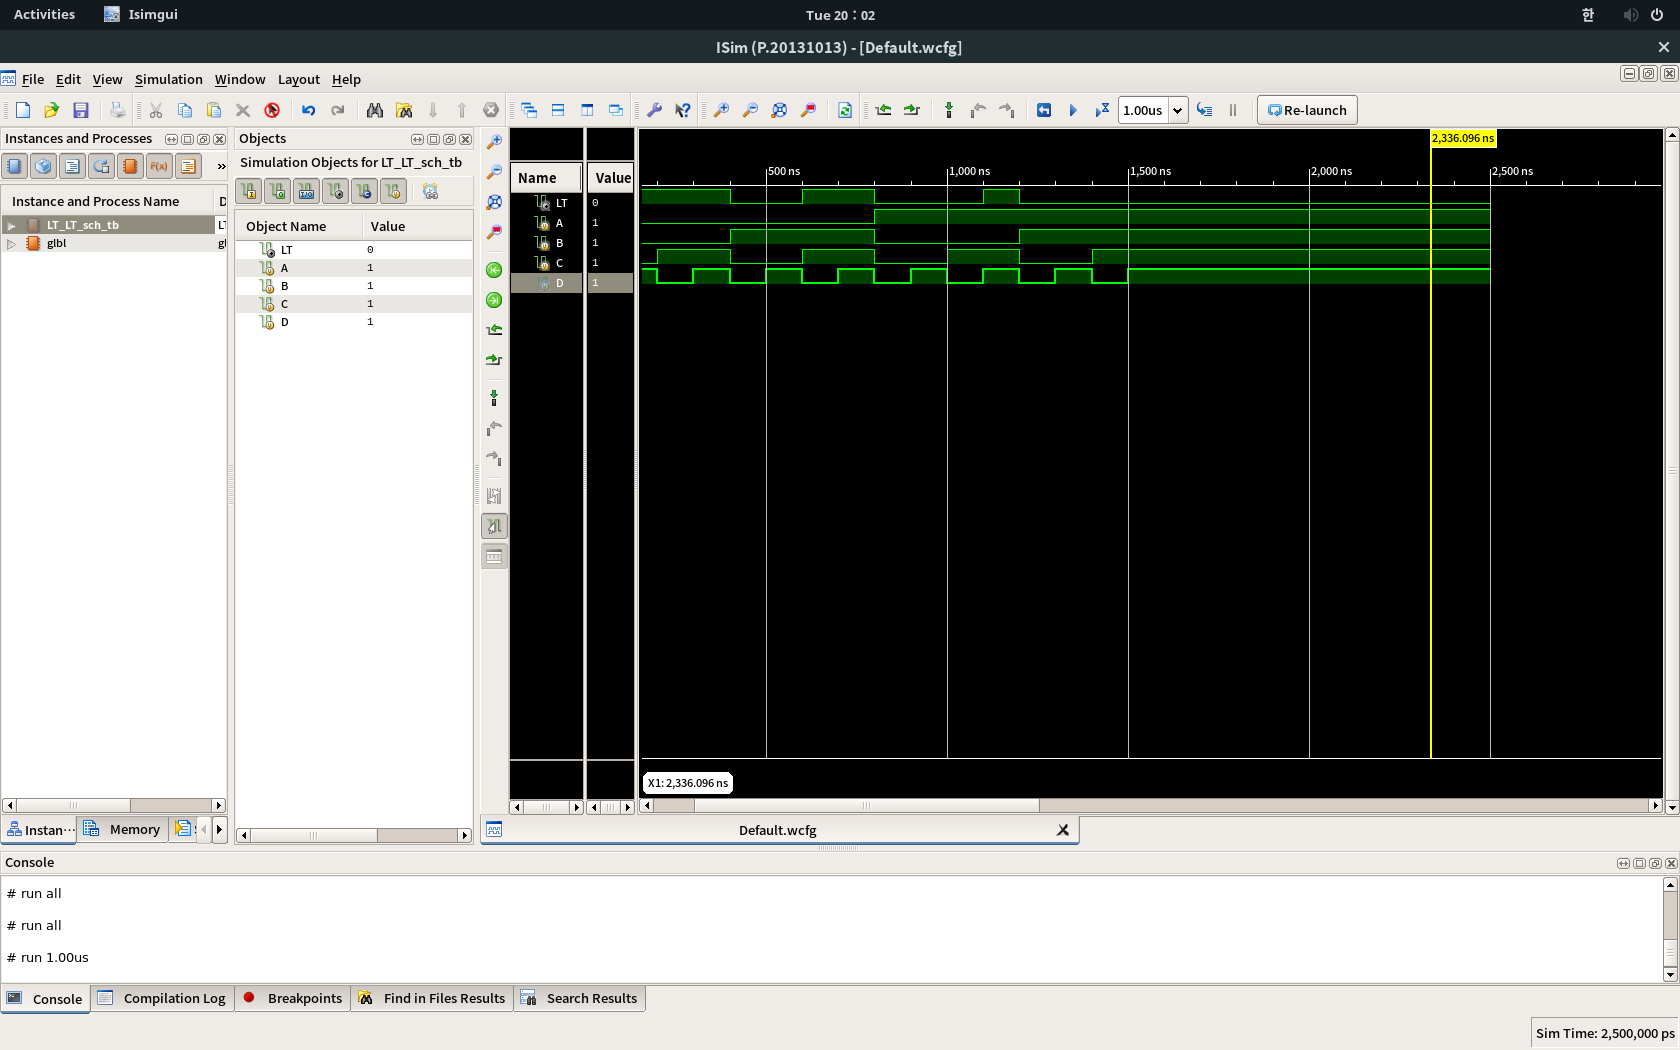 Activities
Isimgui
Tue 20：02
한
ISim (P.20131013) - [Default.wcfg]
File Edit View Simulation Window Layout Help
1.00us
Re-launch
Instances and Processes
F(x)
»
Instance and Process Name D
LT_LT_sch_tb LT
glbl gl
Instan···
Memory
Objects
Simulation Objects for LT_LT_sch_tb
Object Name Value
LT 0
A 1
B 1
C 1
D 1
Name Value
LT 0
A 1
B 1
C 1
D 1
2,336.096 ns
500 ns 1,000 ns 1,500 ns 2,000 ns 2,500 ns
X1: 2,336.096 ns
Default.wcfg
Console
# run all
# run all
# run 1.00us
Console Compilation Log Breakpoints Find in Files Results Search Results
Sim Time: 2,500,000 ps